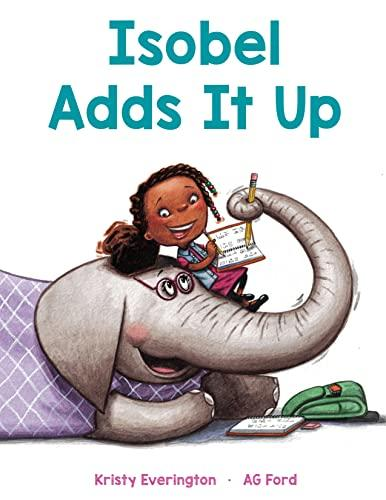 Isobel
Adds It Up
Kristy Everington · AG Ford